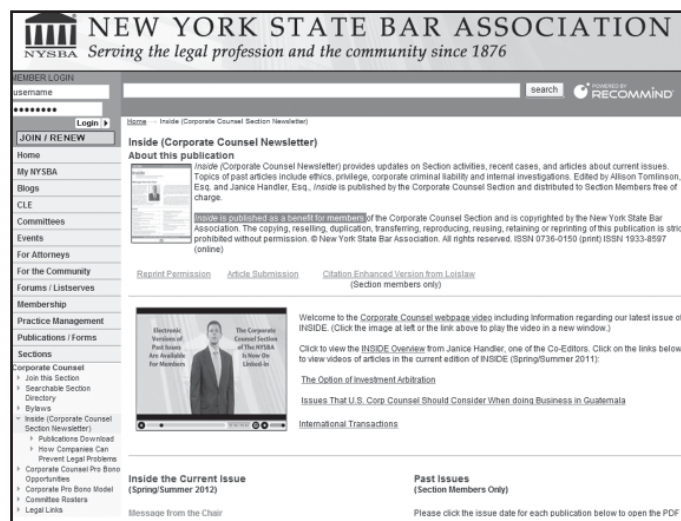 NEW YORK STATE BAR ASSOCIATION
NYSBA Serving the legal profession and the community since 1876
MEMBER LOGIN
username
Login
JOIN / RENEW
search
POWERED BY
RECOMMIND
Home
My NYSBA
Blogs
CLE
Committees
Events
For Attorneys
For the Community
Forums / Listserves
Membership
Practice Management
Publications / Forms
Sections
Corporate Counsel
Join this Section
Searchable Section
Directory
Bylaws
Inside (Corporate Counsel
Section Newsletter)
Publications Download
How Companies Can
Prevent Legal Problems
Corporate Counsel Pro Bono
Opportunities
Corporate Pro Bono Model
Committee Rosters
Legal Links
Home Inside (Corporate Counsel Section Newsletter)
Inside (Corporate Counsel Newsletter)
About this publication
Inside (Corporate Counsel Newsletter) provides updates on Section activities, recent cases, and articles about current issues.
Topics of past articles include ethics, privilege, corporate criminal liability and internal investigations. Edited by Allison Tomlinson,
Esq. and Janice Handler, Esq., Inside is published by the Corporate Counsel Section and distributed to Section Members free of
charge.
Inside is published as a benefit for members of the Corporate Counsel Section and is copyrighted by the New York State Bar
Association. The copying, reselling, duplication, transferring, reproducing, reusing, retaining or reprinting of this publication is stric
prohibited without permission. © New York State Bar Association. All rights reserved. ISSN 0736-0150 (print) ISSN 1933-8597
(online)
Reprint Permission Article Submission Citation Enhanced Version from Loislaw
(Section members only)
Electronic
Versions of
Past Issues
Are Available
For Members
The Corporate
Counsel Section
of The NYSBA
Is Now On
Linked-In
Welcome to the Corporate Counsel webpage video including Information regarding our latest issue of
INSIDE. (Click the image at left or the link above to play the video in a new window.)
Click to view the INSIDE Overview from Janice Handler, one of the Co-Editors. Click on the links below
to view videos of articles in the current edition of INSIDE (Spring/Summer 2011):
The Option of Investment Arbitration
Issues That U.S. Corp Counsel Should Consider When doing Business in Guatemala
International Transactions
Inside the Current Issue
(Spring/Summer 2012)
Message from the Chair
Past Issues
(Section Members Only)
Please click the issue date for each publication below to open the PDF